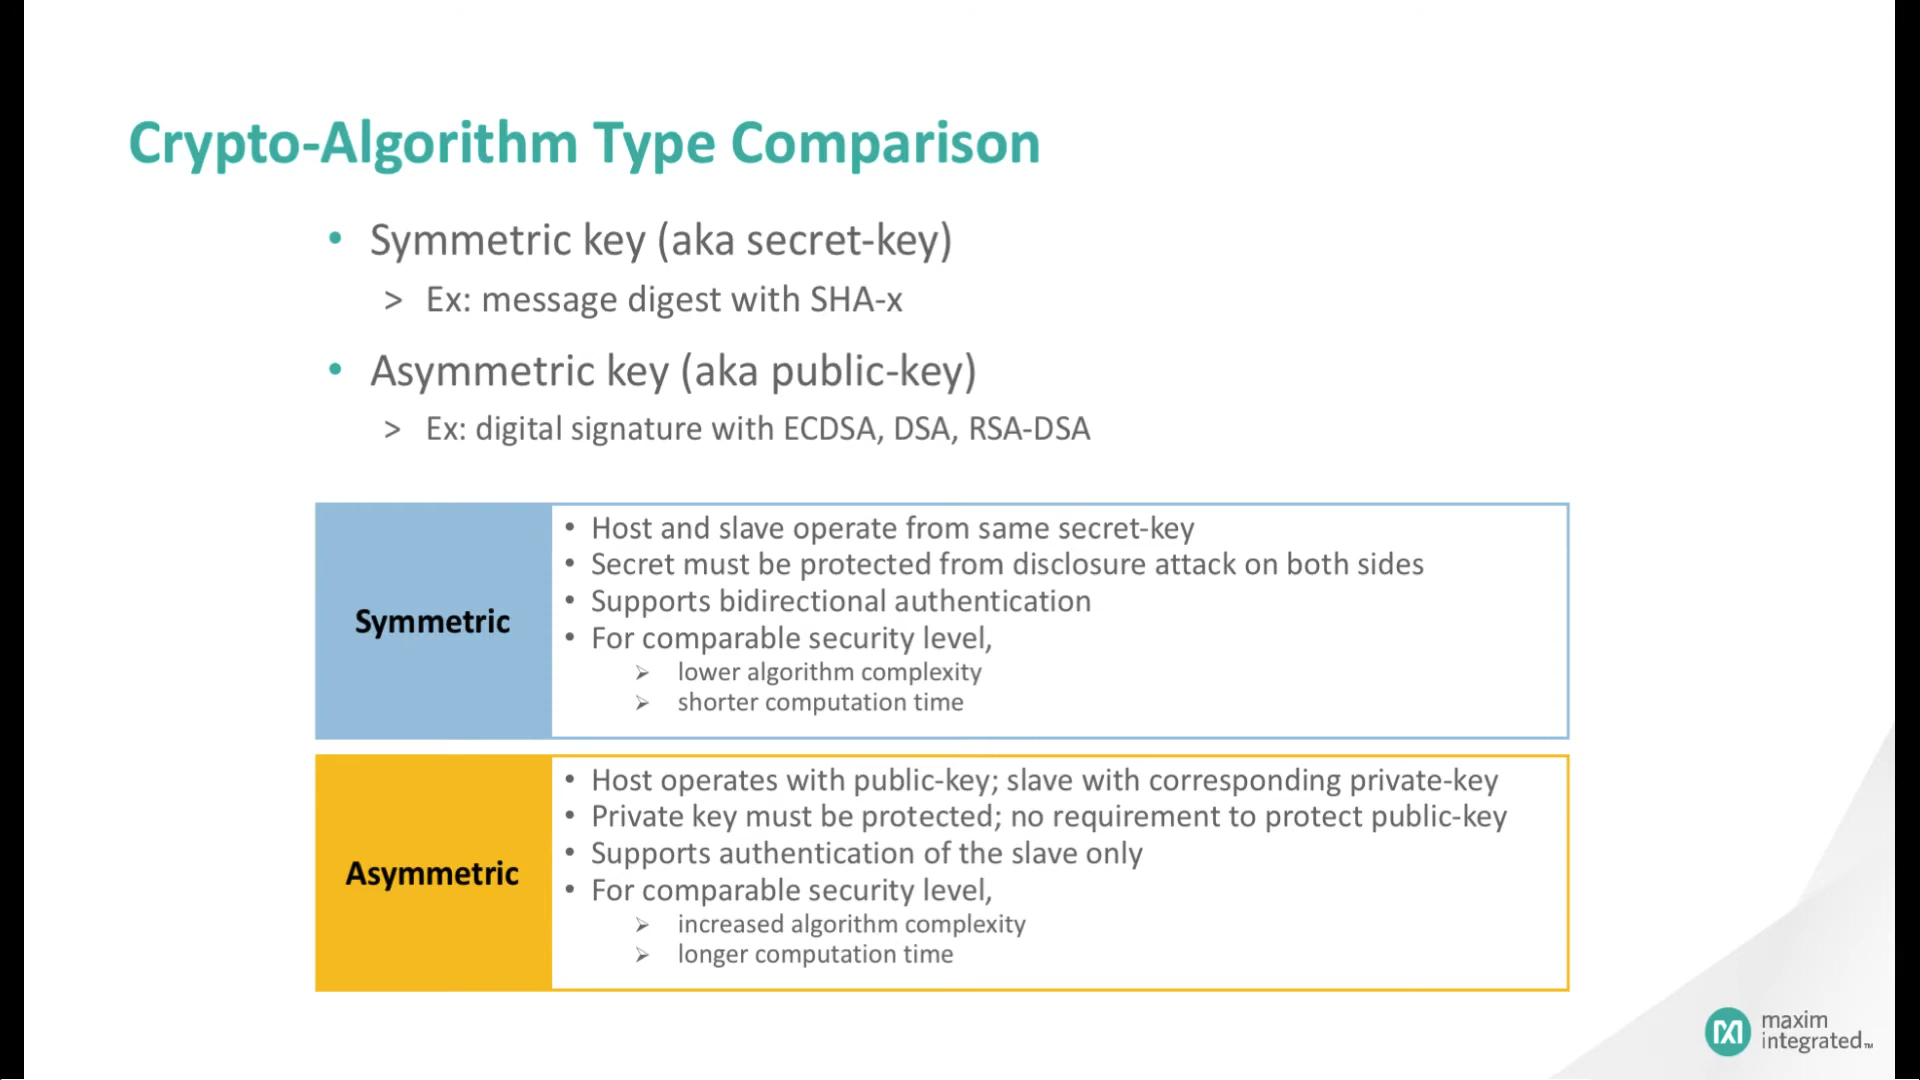 Crypto-Algorithm Type Comparison
• Symmetric key (aka secret-key)
> Ex: message digest with SHA-x
• Asymmetric key (aka public-key)
> Ex: digital signature with ECDSA, DSA, RSA-DSA
Symmetric
• Host and slave operate from same secret-key
• Secret must be protected from disclosure attack on both sides
• Supports bidirectional authentication
• For comparable security level,
➢ lower algorithm complexity
➢ shorter computation time
Asymmetric
• Host operates with public-key; slave with corresponding private-key
• Private key must be protected; no requirement to protect public-key
• Supports authentication of the slave only
• For comparable security level,
➢ increased algorithm complexity
➢ longer computation time
maxim
integrated™